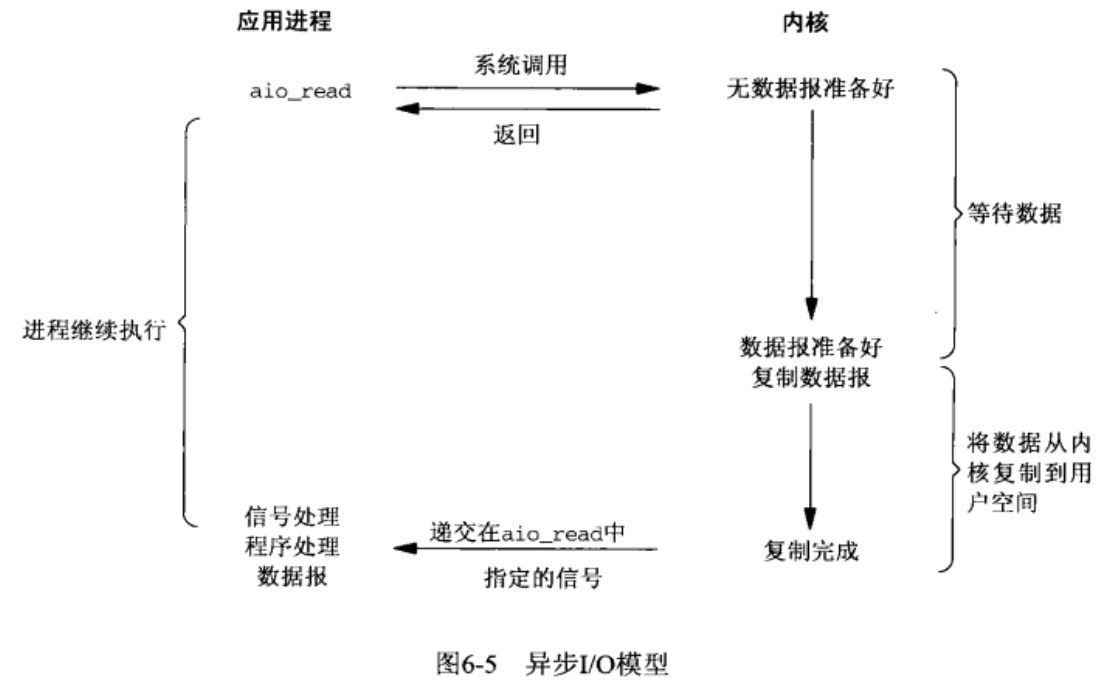 应用进程
内核
系统调用
aio_read
无数据报准备好
返回
等待数据
进程继续执行
数据报准备好
复制数据报
将数据从内
核复制到用
户空间
信号处理
程序处理
数据报
递交在aio_read中
指定的信号
复制完成
图6-5 异步I/O模型